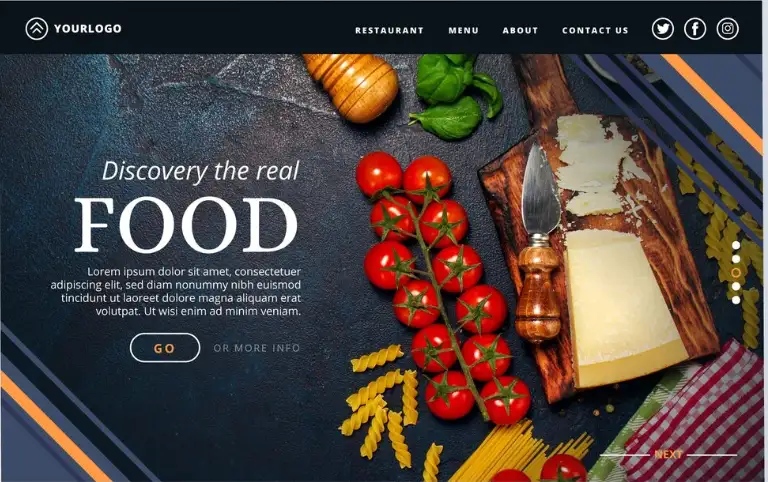 YOURLOGO
RESTAURANT MENU ABOUT CONTACT US
Discovery the real
FOOD
Lorem ipsum dolor sit amet, consectetuer
adipiscing elit, sed diam nonummy nibh euismod
tincidunt ut laoreet dolore magna aliquam erat
volutpat. Ut wisi enim ad minim veniam.
GO OR MORE INFO
NEXT